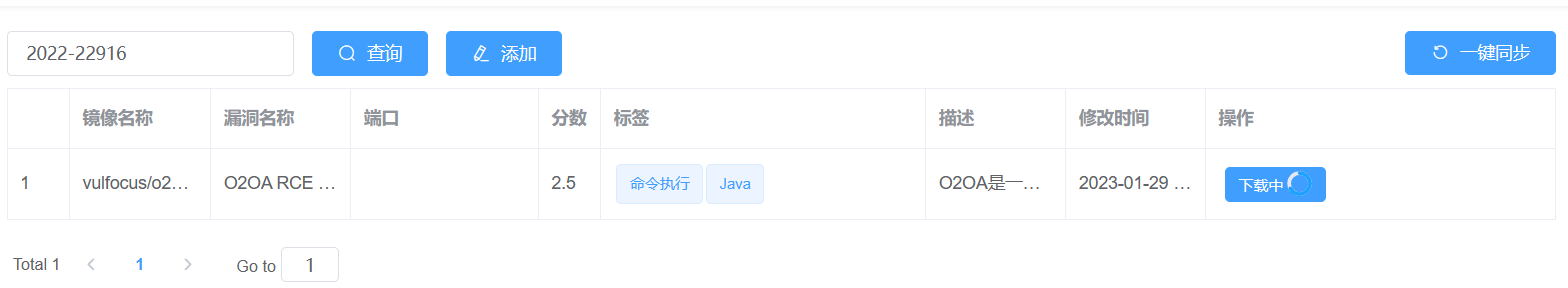 2022-22916 查询 添加 一键同步
镜像名称 漏洞名称 端口 分数 标签 描述 修改时间 操作
1 vulfocus/o2... O2OA RCE ... 2.5 命令执行 Java O2OA是一... 2023-01-29 ... 下载中
Total 1 1 Go to 1